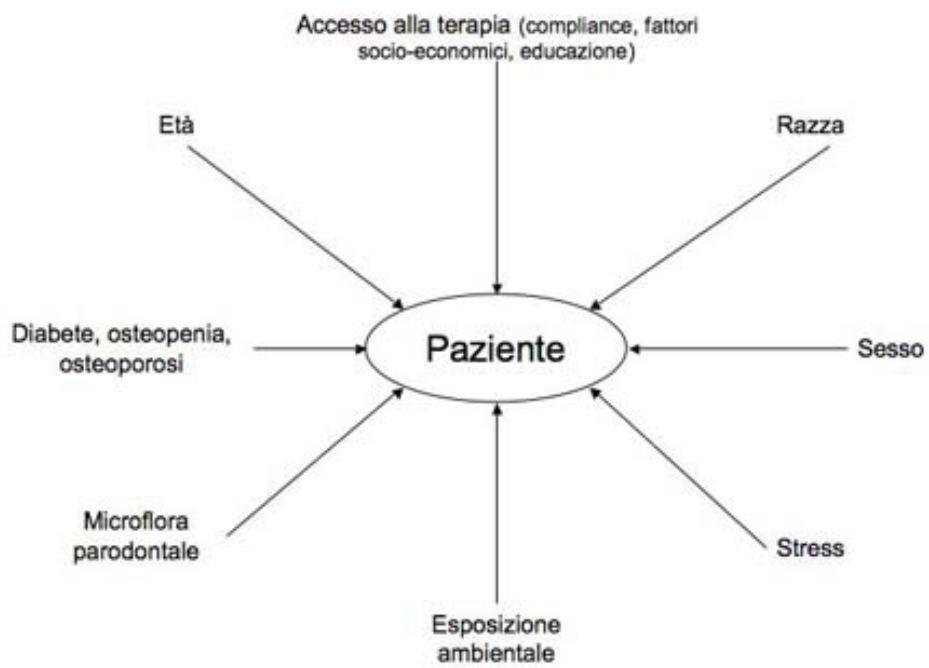 Accesso alla terapia (compliance, fattori
socio-economici, educazione)
Età
Razza
Diabete, osteopenia,
osteoporosi
Paziente
Sesso
Microflora
parodontale
Stress
Esposizione
ambientale